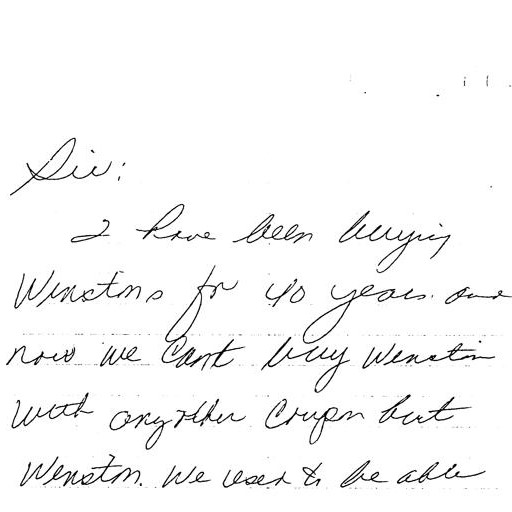 Sir:
I have been buying
Winstons for 40 years and
now we can't buy Winston
with any other coupon but
Winston. We used to be able